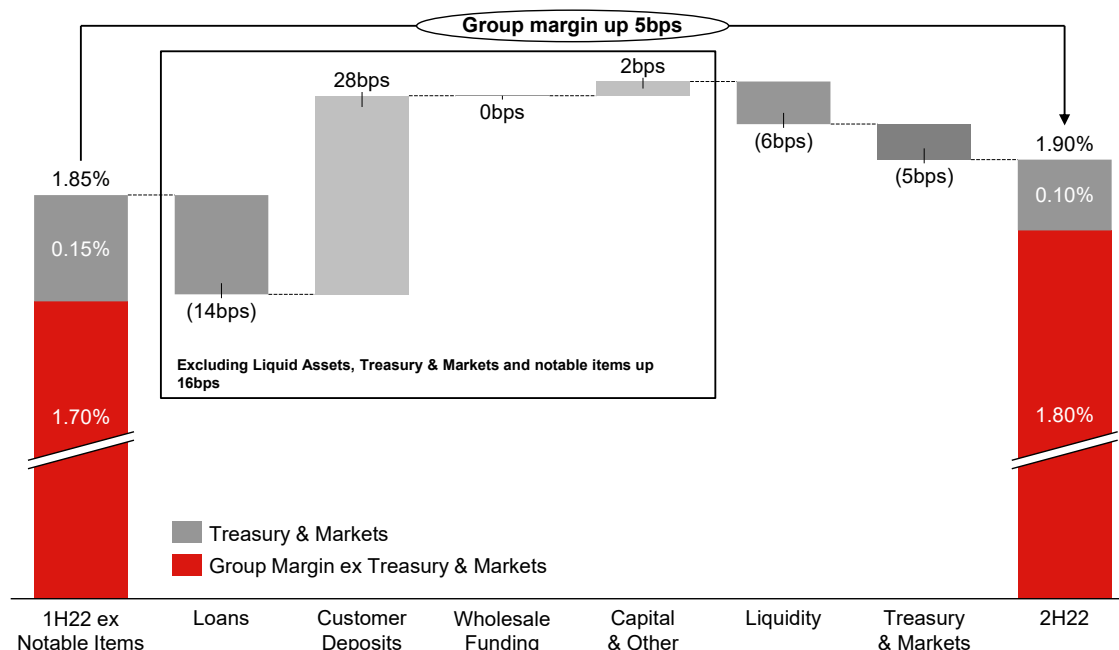 Group margin up 5bps
1.85%
0.15%
1.70%
(14bps)
28bps
0bps
2bps
(6bps)
(5bps)
1.90%
0.10%
1.80%
Excluding Liquid Assets, Treasury & Markets and notable items up
16bps
Treasury & Markets
Group Margin ex Treasury & Markets
1H22 ex
Notable Items
Loans
Customer
Deposits
Wholesale
Funding
Capital
& Other
Liquidity
Treasury
& Markets
2H22